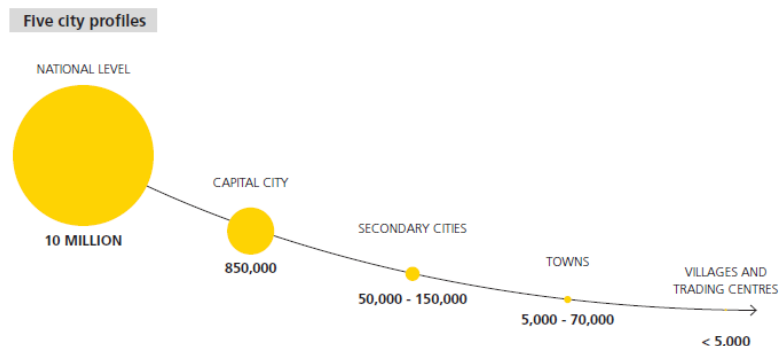 Five city profiles
NATIONAL LEVEL
10 MILLION
CAPITAL CITY
850,000
SECONDARY CITIES
50,000 - 150,000
TOWNS
5,000 - 70,000
VILLAGES AND
TRADING CENTRES
< 5,000